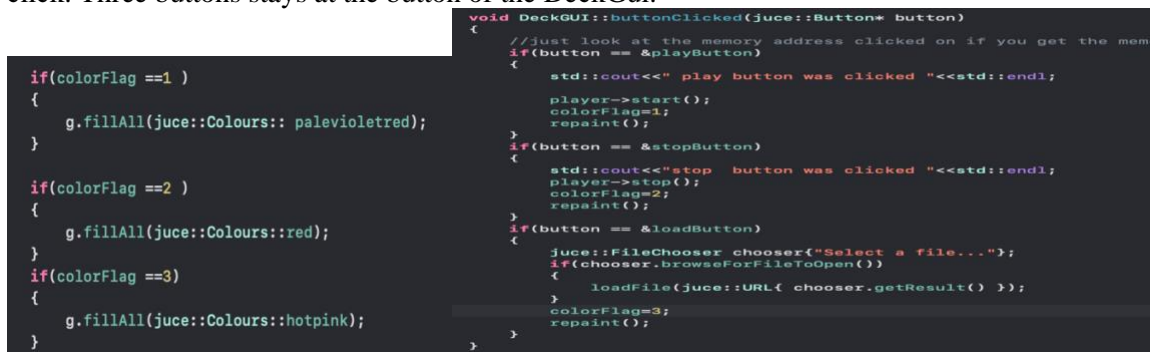 click. Three buttons stays at the button of the DeckGui.
if(colorFlag ==1 )
{
g.fillAll(juce::Colours:: palevioletred);
}
if(colorFlag ==2 )
{
g.fillAll(juce::Colours::red);
}
if(colorFlag ==3)
{
g.fillAll(juce::Colours::hotpink);
}
void DeckGUI::buttonClicked(juce::Button* button)
{
//just look at the memory address clicked on if you get the mem
if(button == &playButton)
{
std::cout<<" play button was clicked "<<std::endl;
player->start();
colorFlag=1;
repaint();
}
if(button == &stopButton)
{
std::cout<<"stop  button was clicked "<<std::endl;
player->stop();
colorFlag=2;
repaint();
}
if(button == &loadButton)
{
juce::FileChooser chooser{"Select a file..."};
if(chooser.browseForFileToOpen())
{
loadFile(juce::URL{ chooser.getResult() });
}
colorFlag=3;
repaint();
}
}